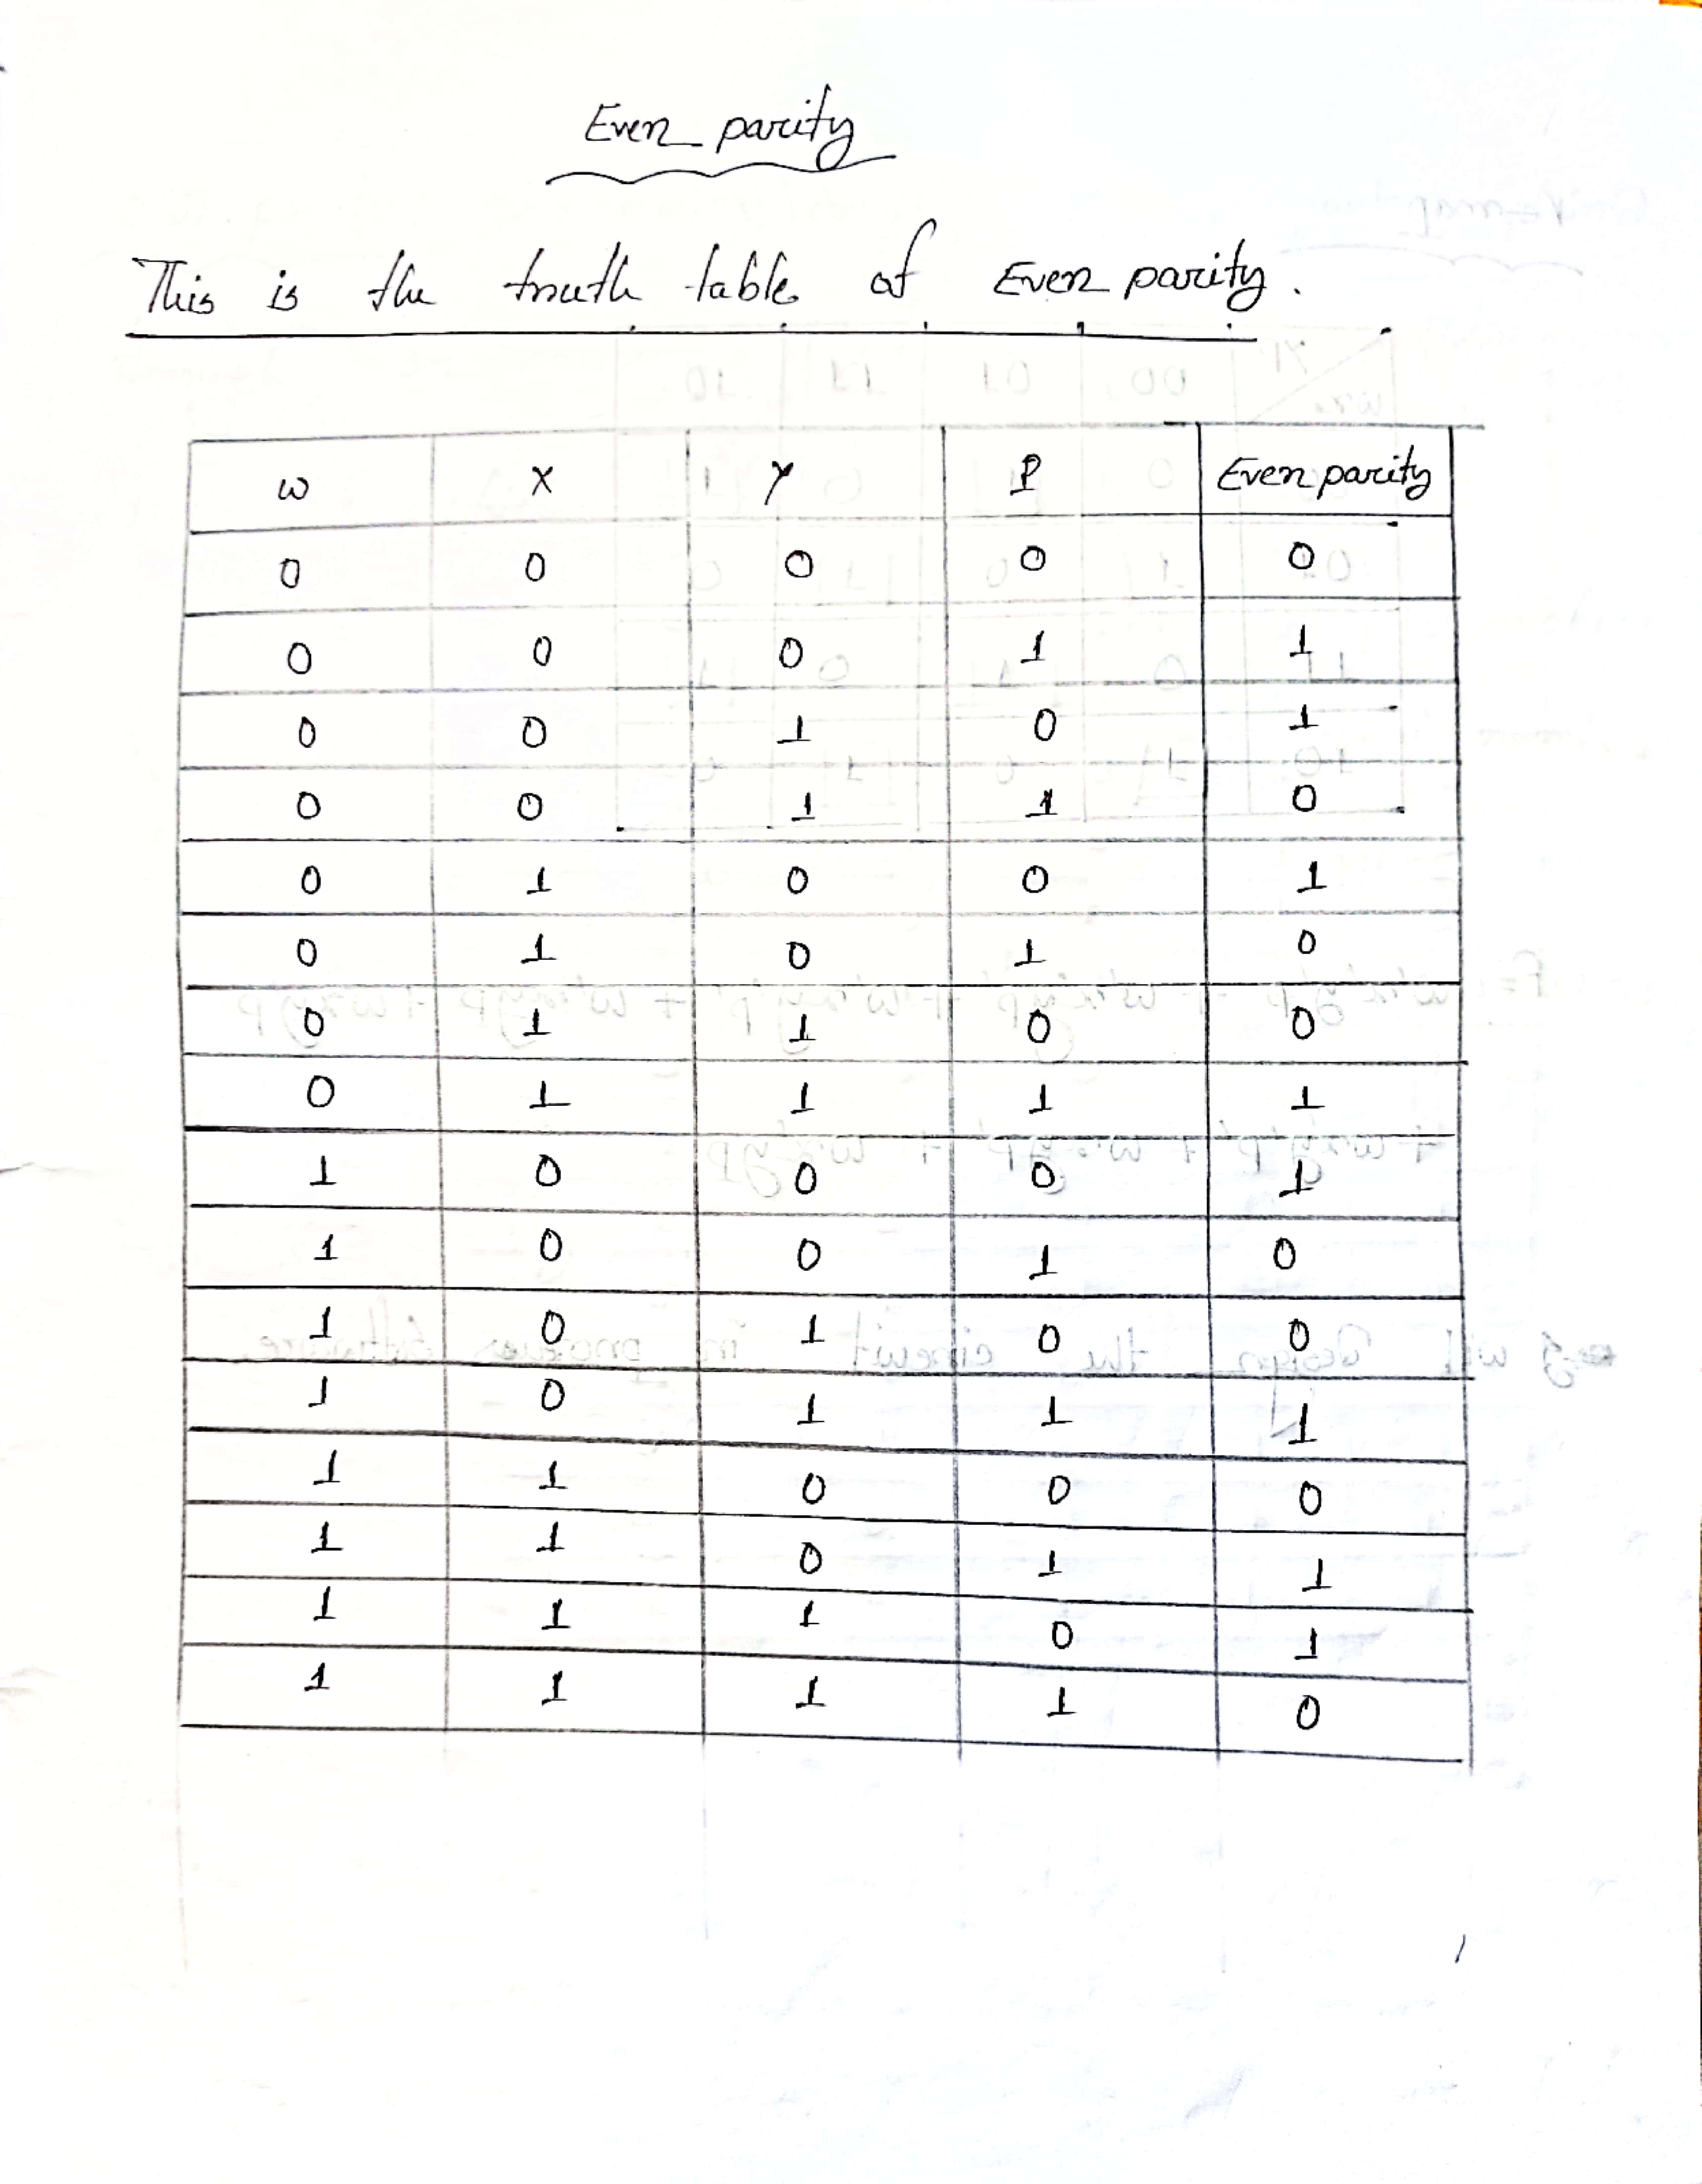 Even parity
This is the truth table of Even parity.
w x y P Even parity
0 0 0 0 0
0 0 0 1 1
0 0 1 0 1
0 0 1 1 0
0 1 0 0 1
0 1 0 1 0
0 1 1 0 0
0 1 1 1 1
1 0 0 0 1
1 0 0 1 0
1 0 1 0 0
1 0 1 1 1
1 1 0 0 0
1 1 0 1 1
1 1 1 0 1
1 1 1 1 0